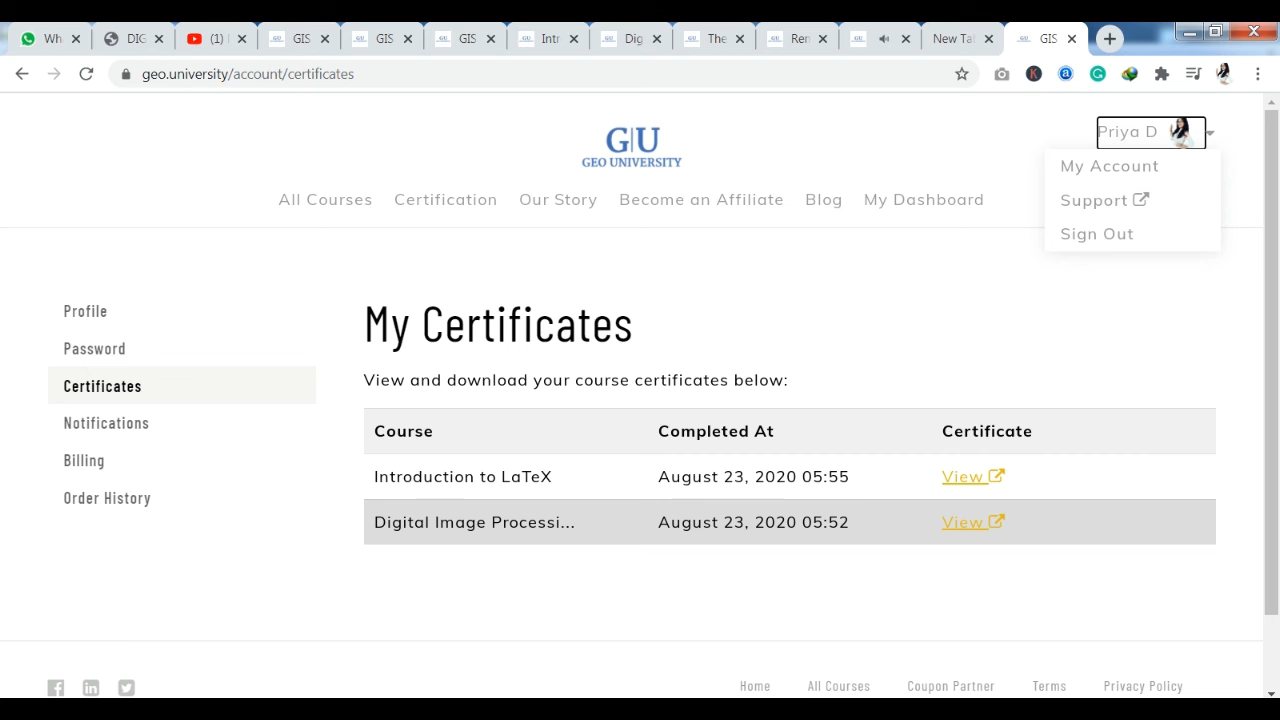 Wh DIG (1) GIS GIS GIS Intr Dig The Ren New Ta GIS
geo.university/account/certificates
G|U
GEO UNIVERSITY
Priya D
My Account
Support
Sign Out
All Courses Certification Our Story Become an Affiliate Blog My Dashboard
Profile
Password
Certificates
Notifications
Billing
Order History
My Certificates
View and download your course certificates below:
Course Completed At Certificate
Introduction to LaTeX August 23, 2020 05:55 View
Digital Image Processi... August 23, 2020 05:52 View
Home All Courses Coupon Partner Terms Privacy Policy